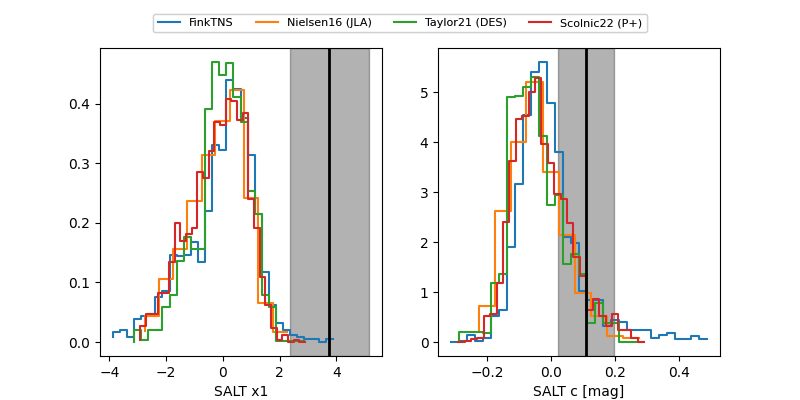 FinkTNS Nielsen16 (JLA) Taylor21 (DES) Scolnic22 (P+)
0.4
0.3
0.2
0.1
0.0
−4 −2 0 2 4
SALT x1
5
4
3
2
1
0
−0.2 0.0 0.2 0.4
SALT c [mag]